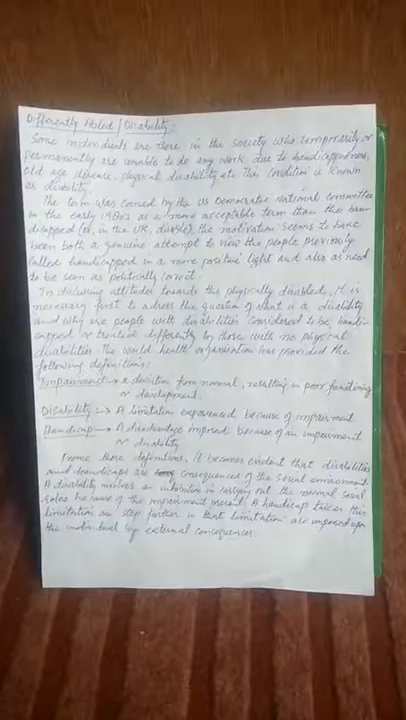 Differently Abled / Disability:-
Some individuals are there in the society who temporarily or
permanently are unable to do any work due to handicappedness,
old age disease, physical disability etc. This condition is known
as disability.
The term was coined by the US Democratic National Committee
in the early 1980s as a more acceptable term than the han-
dicapped (or, in the UK, disable), the motivation seems to have
been both a genuine attempt to view the people previously
called handicapped in a more positive light and also as need
to be seen as politically correct.
In discussing attitudes towards the physically disabled, it is
necessary first to adress the question of what is a disability
and why are people with disabilities considered to be handi-
capped or treated differently by those with no physical
disabilities. The world health organisation has provided the
following definitions:
Impairment:- → a deviation from normal, resulting in poor functioning
or development.
Disability:- → A limitation experienced because of impairment
Handicap:- → A disadvantage imposed because of an impairment
or disability
From these definitions, it becomes evident that disabilities
and handicaps are consequences of the social environment.
A disability involves an in carrying out the normal social
roles because of the impairment present. A handicap takes this
limitation one step further in that limitation are imposed upon
the individual by external consequences.